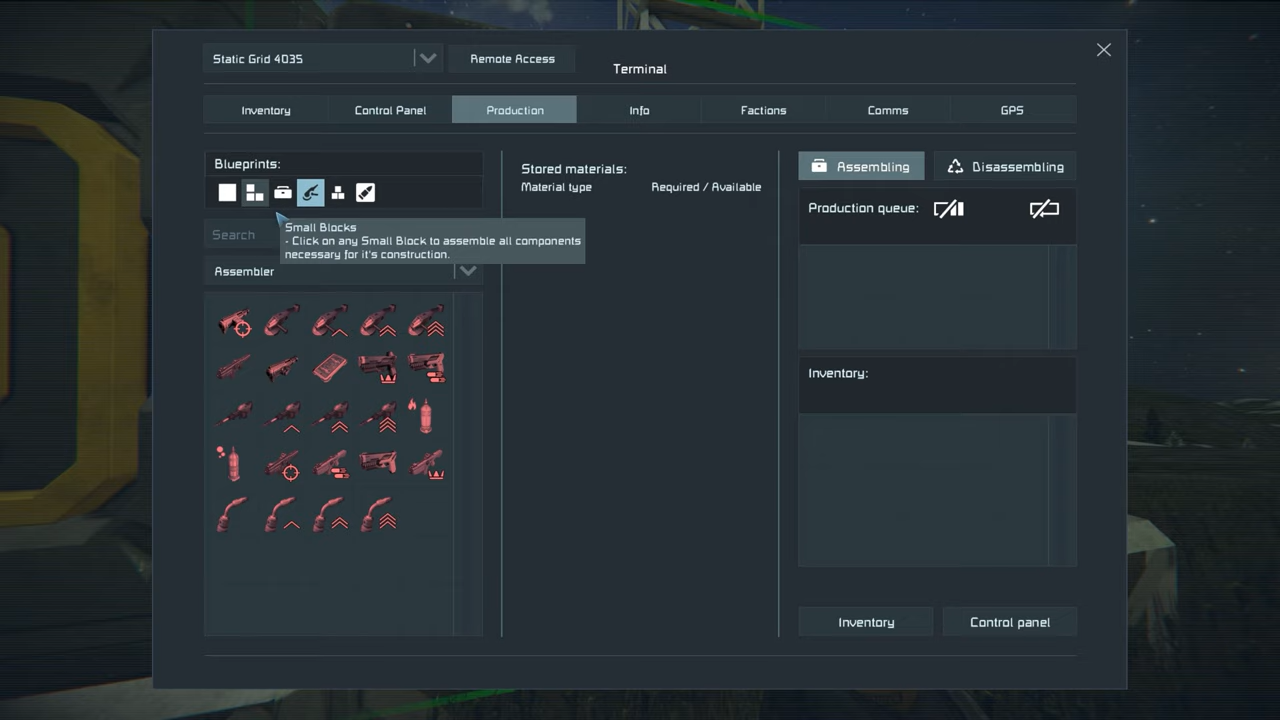 Static Grid 4035
Remote Access
Terminal
Inventory
Control Panel
Production
Info
Factions
Comms
GPS
Blueprints:
Small Blocks
- Click on any Small Block to assemble all components
necessary for it's construction.
Search
Assembler
Stored materials:
Material type
Required / Available
Assembling
Disassembling
Production queue:
Inventory:
Inventory
Control panel